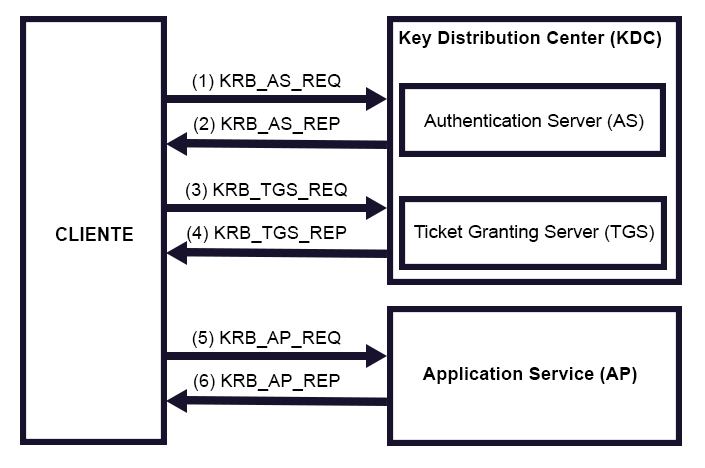 Key Distribution Center (KDC)
(1) KRB_AS_REQ
Authentication Server (AS)
(2) KRB_AS_REP
(3) KRB_TGS_REQ
CLIENTE
(4) KRB_TGS_REP
Ticket Granting Server (TGS)
(5) KRB_AP_REQ
Application Service (AP)
(6) KRB_AP_REP